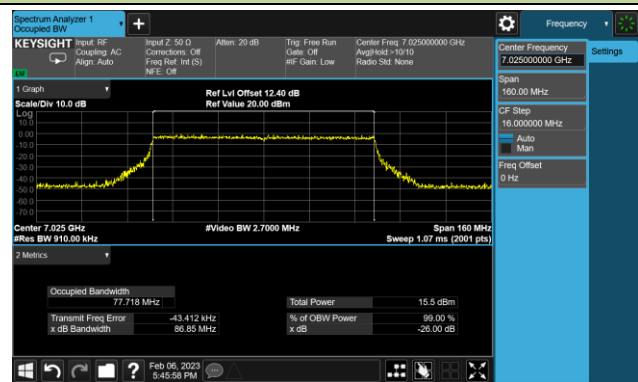 Spectrum Analyzer 1
Occupied BW
+
Frequency
KEYSIGHT
Input: RF
Coupling: AC
Align: Auto
Input Z: 50 Ω
Corrections: Off
Freq Ref: Int (S)
NFE: Off
Atten: 20 dB
Trig: Free Run
Gate: Off
#IF Gain: Low
Center Freq: 7.025000000 GHz
Avg|Hold:>10/10
Radio Std: None
Center Frequency
7.025000000 GHz
Settings
Span
160.00 MHz
CF Step
16.000000 MHz
Auto
Man
Freq Offset
0 Hz
1 Graph
Scale/Div 10.0 dB
Ref Lvl Offset 12.40 dB
Ref Value 20.00 dBm
Log
10.0
0.00
-10.0
-20.0
-30.0
-40.0
-50.0
-60.0
-70.0
Center 7.025 GHz
#Video BW 2.7000 MHz
Span 160 MHz
#Res BW 910.00 kHz
Sweep 1.07 ms (2001 pts)
2 Metrics
Occupied Bandwidth
77.718 MHz
Total Power
15.5 dBm
Transmit Freq Error
-43.412 kHz
% of OBW Power
99.00 %
x dB Bandwidth
86.85 MHz
x dB
-26.00 dB
?
Feb 06, 2023
5:45:58 PM